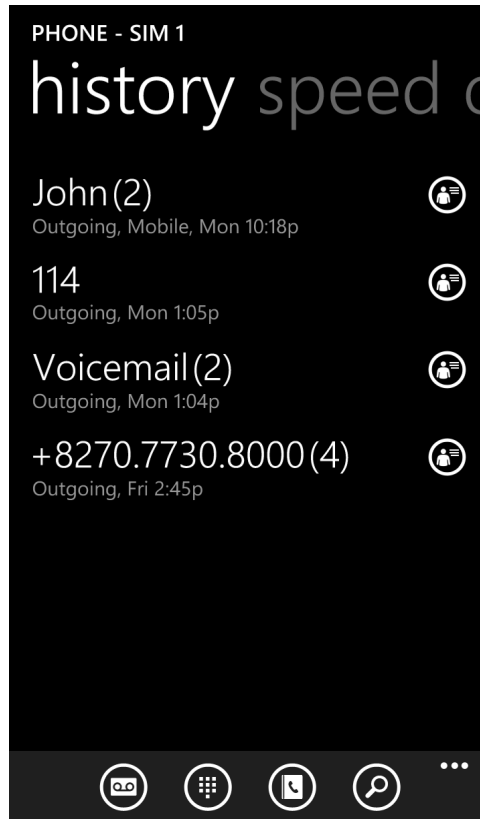 PHONE - SIM 1
history speed
John (2)
Outgoing, Mobile, Mon 10:18p
114
Outgoing, Mon 1:05p
Voicemail (2)
Outgoing, Mon 1:04p
+8270.7730.8000 (4)
Outgoing, Fri 2:45p